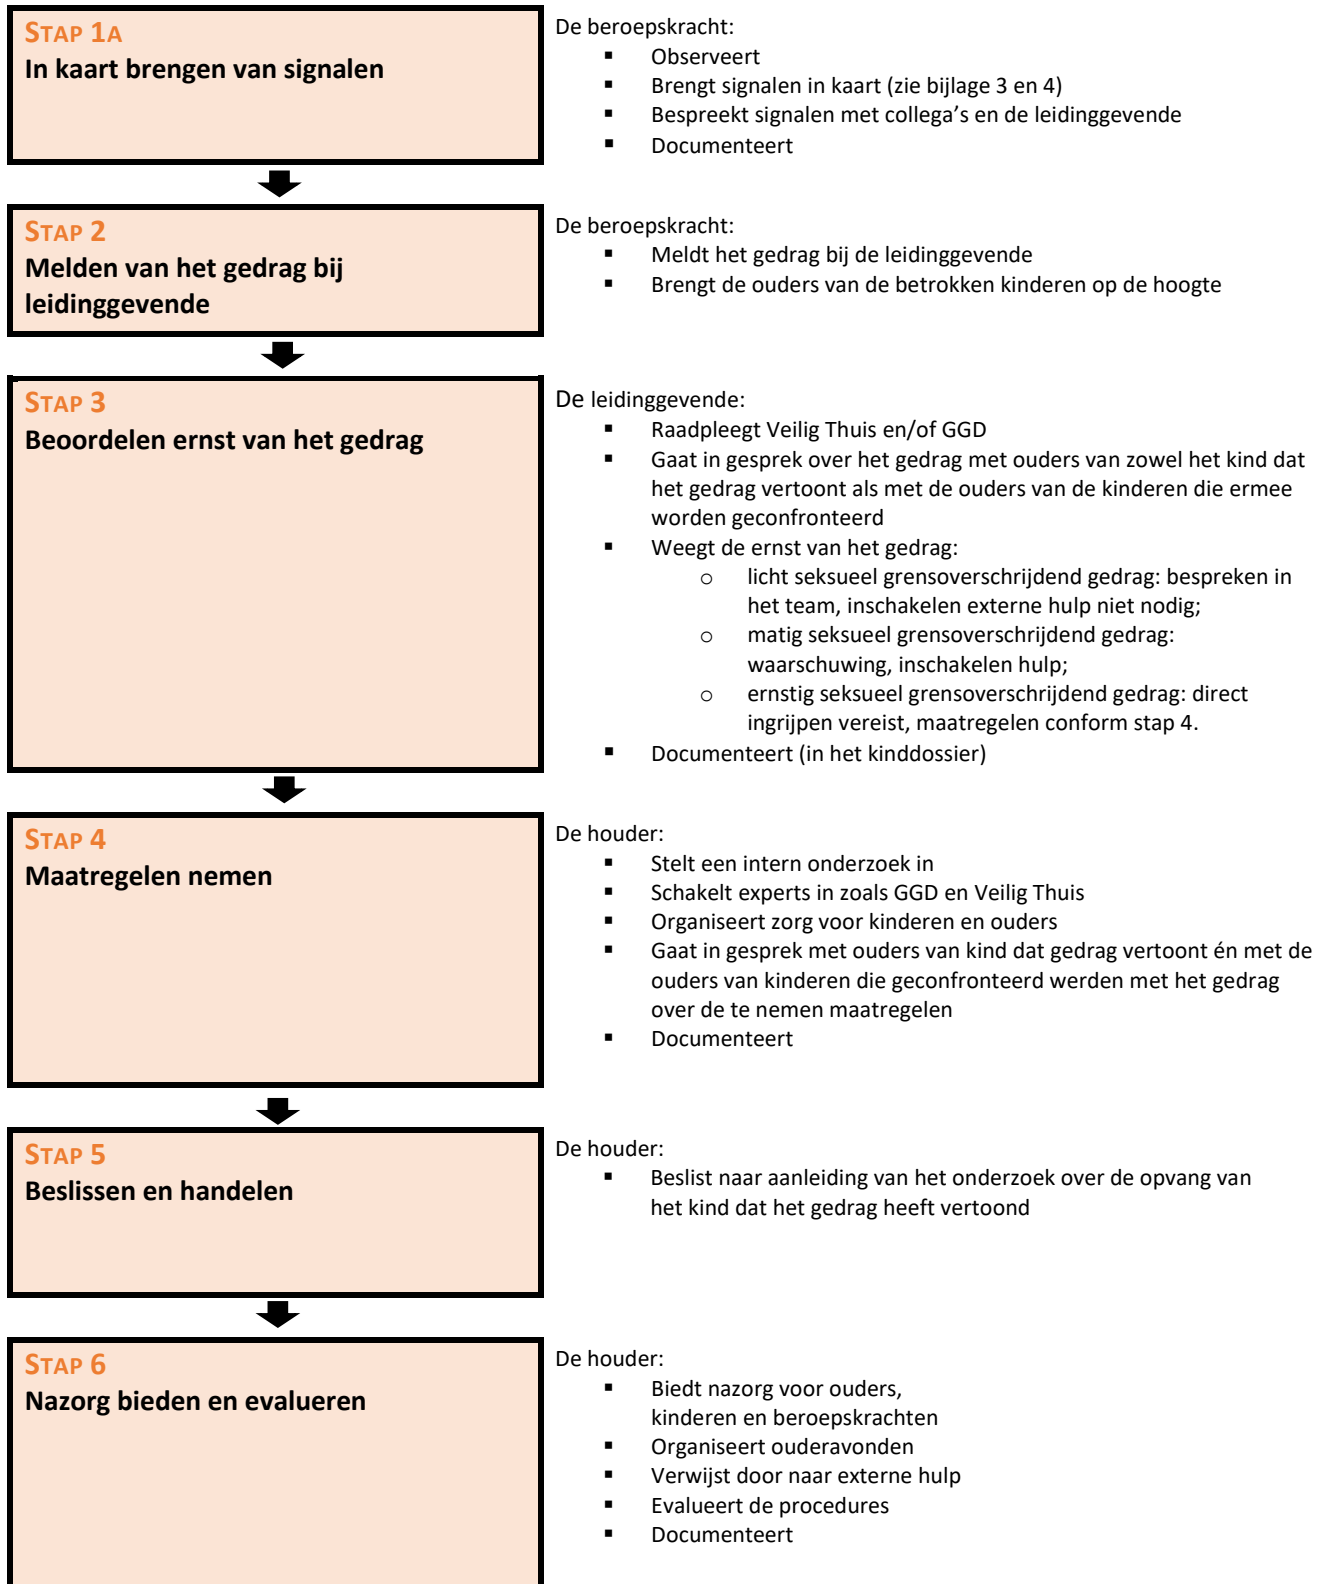 STAP 1A
In kaart brengen van signalen
De beroepskracht:
▪ Observeert
▪ Brengt signalen in kaart (zie bijlage 3 en 4)
▪ Bespreekt signalen met collega’s en de leidinggevende
▪ Documenteert
STAP 2
Melden van het gedrag bij
leidinggevende
De beroepskracht:
▪ Meldt het gedrag bij de leidinggevende
▪ Brengt de ouders van de betrokken kinderen op de hoogte
STAP 3
Beoordelen ernst van het gedrag
De leidinggevende:
▪ Raadpleegt Veilig Thuis en/of GGD
▪ Gaat in gesprek over het gedrag met ouders van zowel het kind dat
het gedrag vertoont als met de ouders van de kinderen die ermee
worden geconfronteerd
▪ Weegt de ernst van het gedrag:
o licht seksueel grensoverschrijdend gedrag: bespreken in
het team, inschakelen externe hulp niet nodig;
o matig seksueel grensoverschrijdend gedrag:
waarschuwing, inschakelen hulp;
o ernstig seksueel grensoverschrijdend gedrag: direct
ingrijpen vereist, maatregelen conform stap 4.
▪ Documenteert (in het kinddossier)
STAP 4
Maatregelen nemen
De houder:
▪ Stelt een intern onderzoek in
▪ Schakelt experts in zoals GGD en Veilig Thuis
▪ Organiseert zorg voor kinderen en ouders
▪ Gaat in gesprek met ouders van kind dat gedrag vertoont én met de
ouders van kinderen die geconfronteerd werden met het gedrag
over de te nemen maatregelen
▪ Documenteert
STAP 5
Beslissen en handelen
De houder:
▪ Beslist naar aanleiding van het onderzoek over de opvang van
het kind dat het gedrag heeft vertoond
STAP 6
Nazorg bieden en evalueren
De houder:
▪ Biedt nazorg voor ouders,
kinderen en beroepskrachten
▪ Organiseert ouderavonden
▪ Verwijst door naar externe hulp
▪ Evalueert de procedures
▪ Documenteert